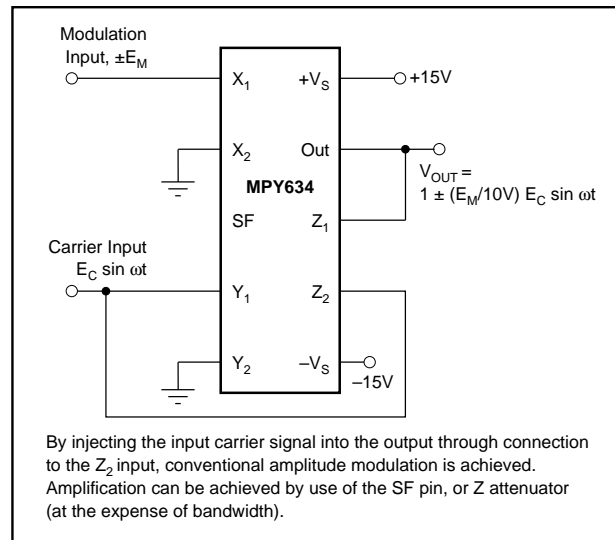 Modulation
Input, ±E_M
X_1
+V_S
+15V
X_2
Out
MPY634
V_OUT =
1 ± (E_M/10V) E_C sin ωt
SF
Z_1
Carrier Input
E_C sin ωt
Y_1
Z_2
Y_2
–V_S
–15V
By injecting the input carrier signal into the output through connection
to the Z_2 input, conventional amplitude modulation is achieved.
Amplification can be achieved by use of the SF pin, or Z attenuator
(at the expense of bandwidth).